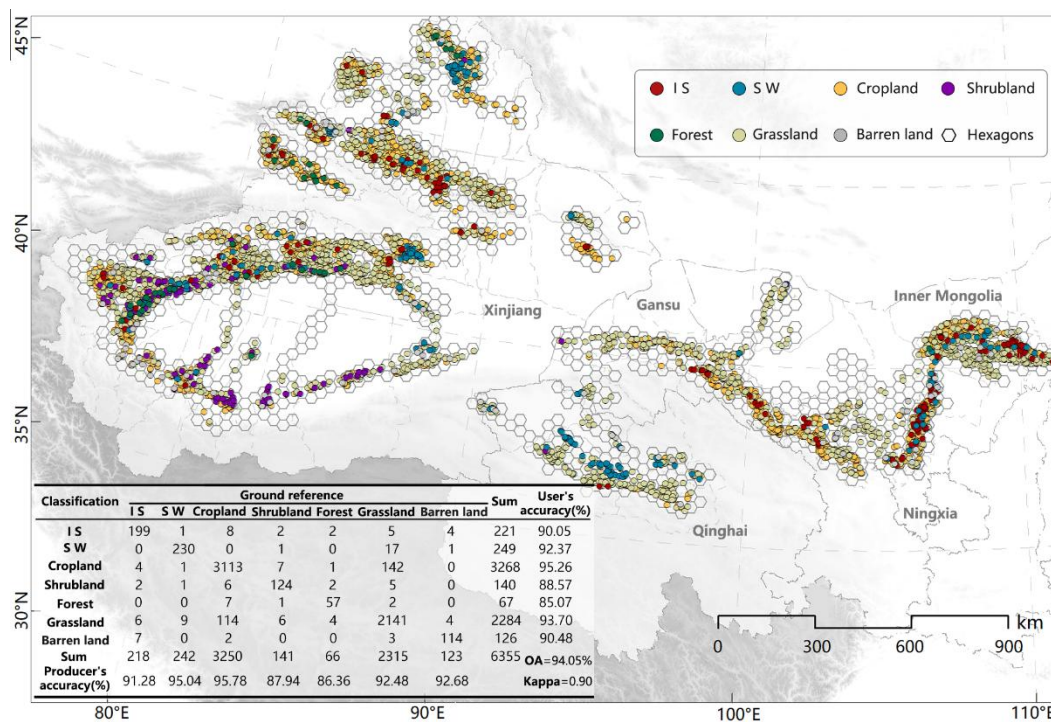 45°N
I S S W Cropland Shrubland
Forest Grassland Barren land Hexagons
40°N
Xinjiang Gansu Inner Mongolia
35°N
Qinghai Ningxia
Classification Ground reference Sum User's accuracy(%)
I S S W Cropland Shrubland Forest Grassland Barren land
I S 199 1 8 2 2 5 4 221 90.05
S W 0 230 0 1 0 17 1 249 92.37
Cropland 4 1 3113 7 1 142 0 3268 95.26
Shrubland 2 1 6 124 2 5 0 140 88.57
Forest 0 0 7 1 57 2 0 67 85.07
Grassland 6 9 114 6 4 2141 4 2284 93.70
Barren land 7 0 2 0 0 3 114 126 90.48
Sum 218 242 3250 141 66 2315 123 6355 OA=94.05%
Producer's accuracy(%) 91.28 95.04 95.78 87.94 86.36 92.48 92.68 Kappa=0.90
30°N
km
0 300 600 900
80°E 90°E 100°E 110°E